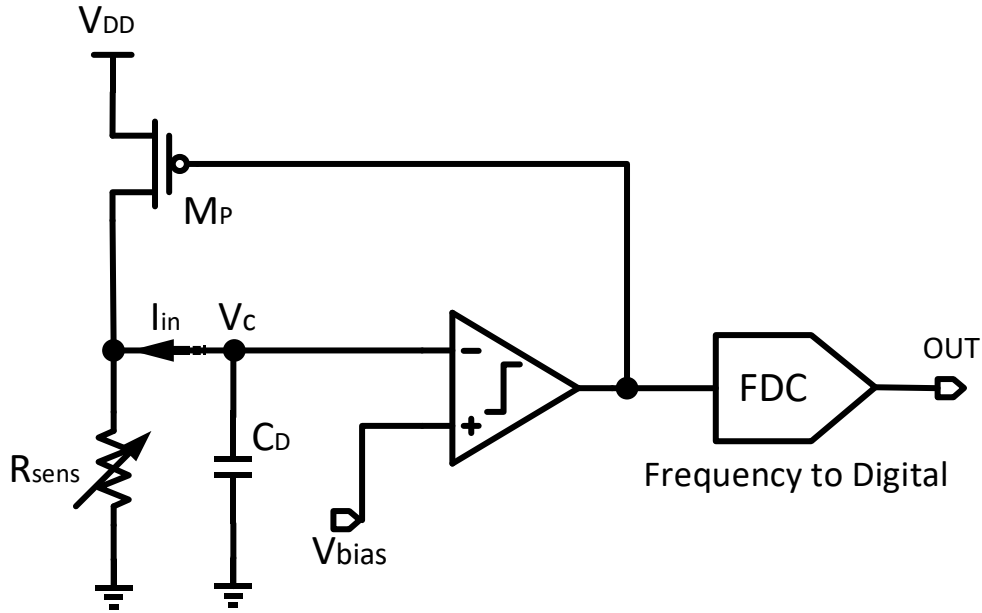 VDD
MP
Iin
VC
Rsens
CD
−
+
Vbias
FDC
OUT
Frequency to Digital